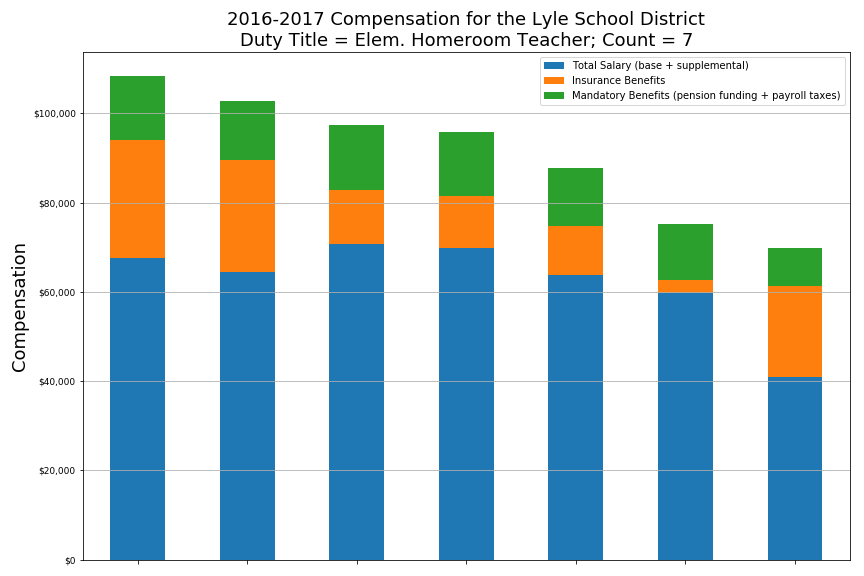 2016-2017 Compensation for the Lyle School District
Duty Title = Elem. Homeroom Teacher; Count = 7
Total Salary (base + supplemental)
Insurance Benefits
Mandatory Benefits (pension funding + payroll taxes)
Compensation
$100,000
$80,000
$60,000
$40,000
$20,000
$0